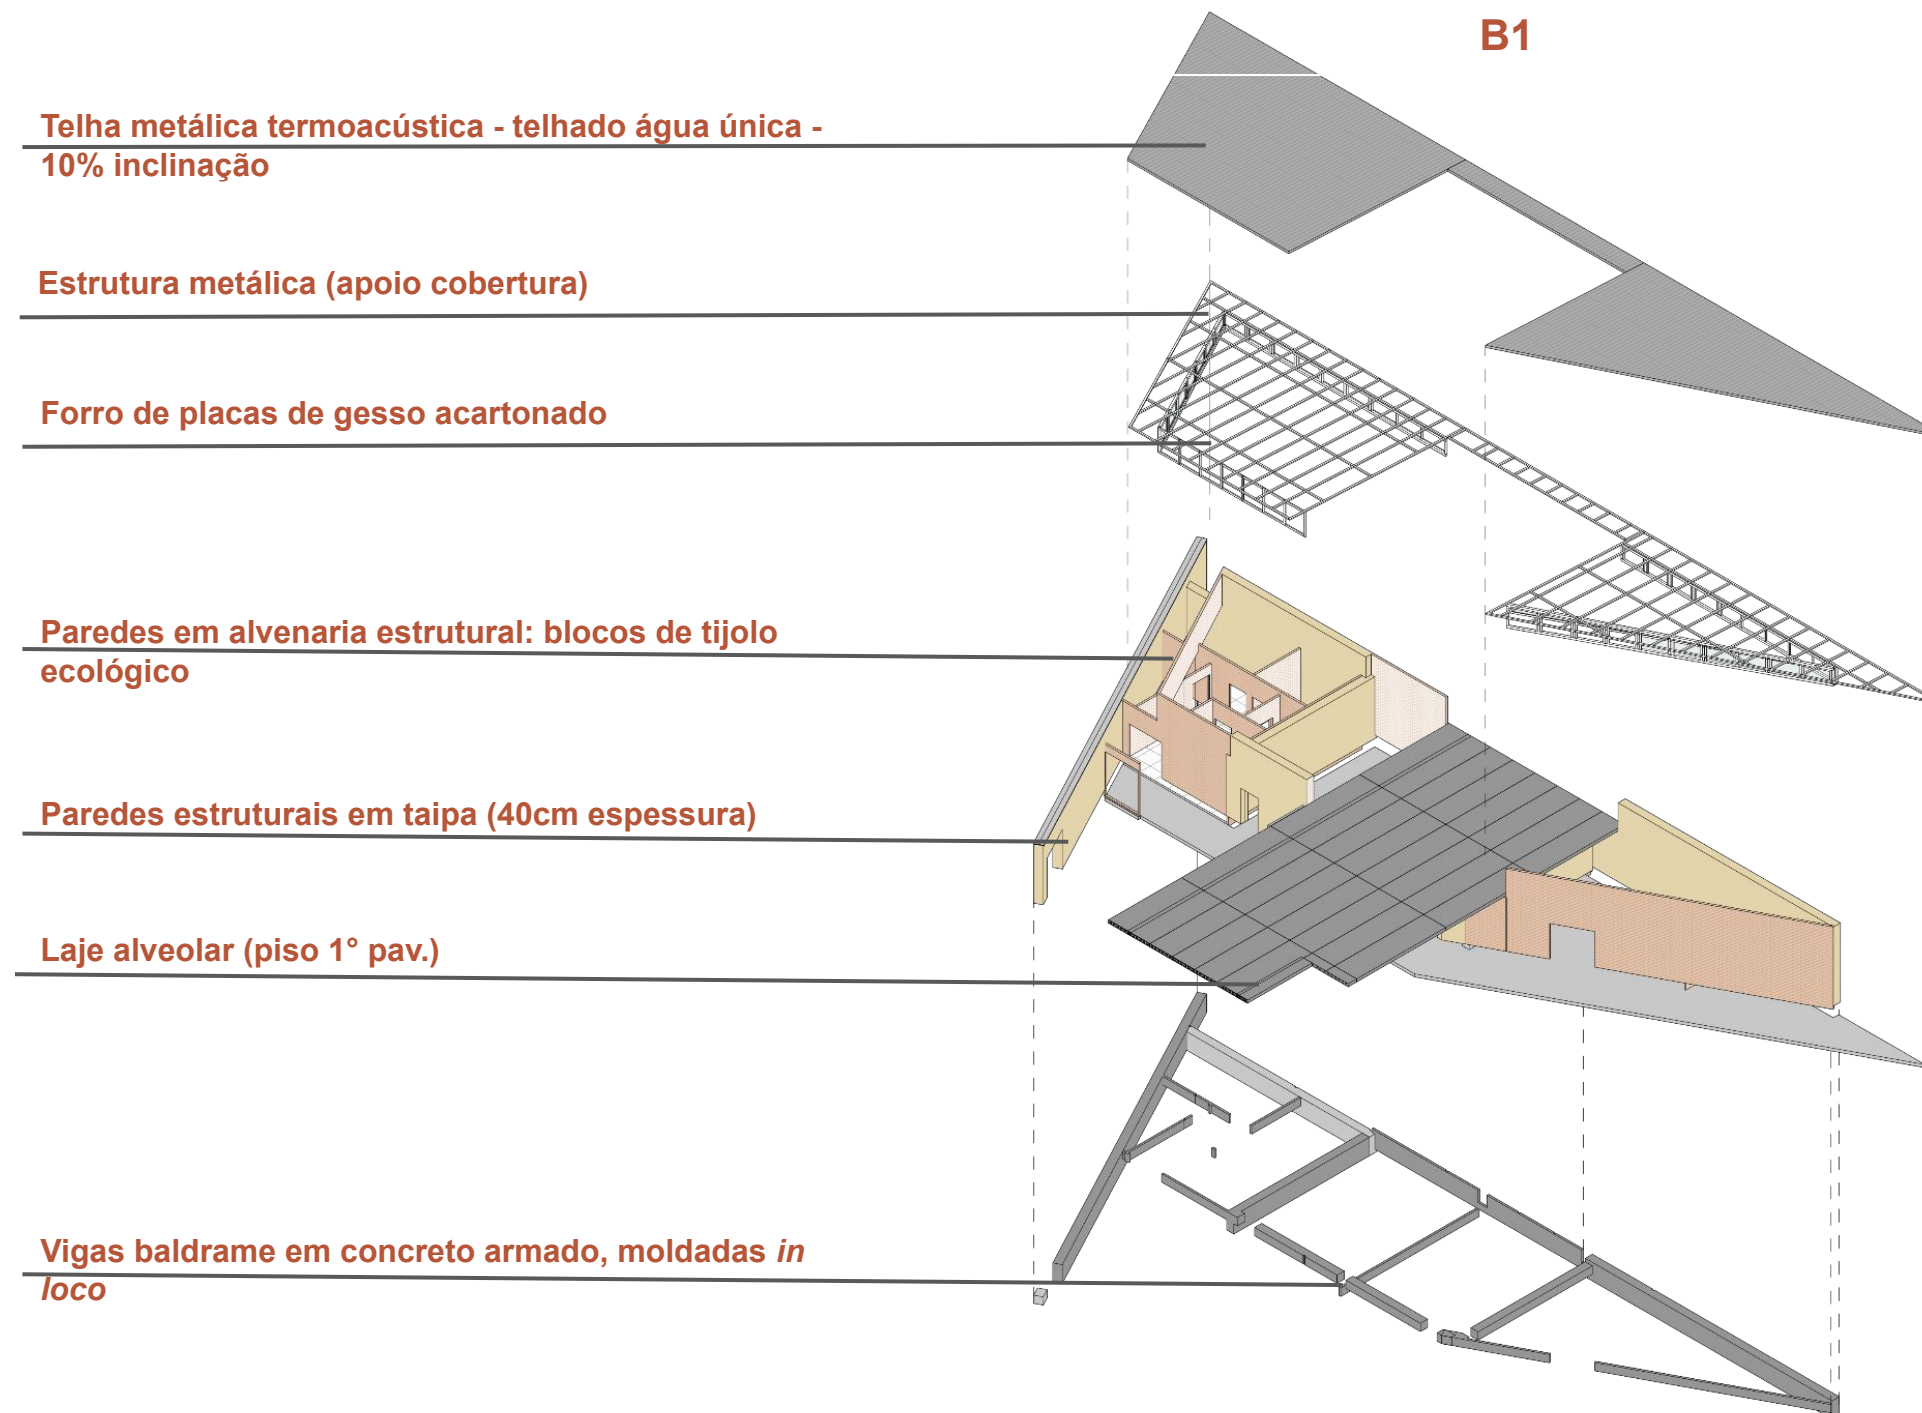 B1
Telha metálica termoacústica - telhado água única -
10% inclinação
Estrutura metálica (apoio cobertura)
Forro de placas de gesso acartonado
Paredes em alvenaria estrutural: blocos de tijolo
ecológico
Paredes estruturais em taipa (40cm espessura)
Laje alveolar (piso 1° pav.)
Vigas baldrame em concreto armado, moldadas in
loco